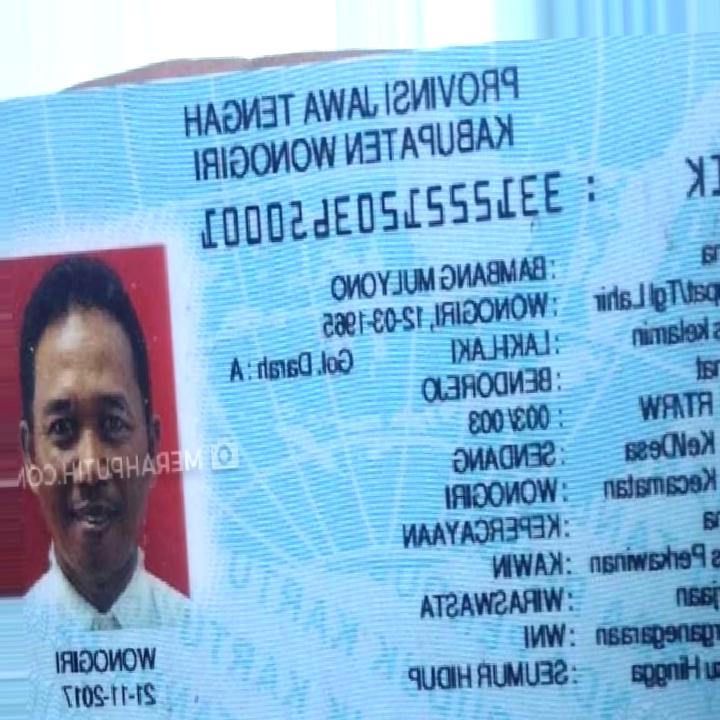 PROVINSI JAWA TENGAH
KABUPATEN WONOGIRI
IK : 3312221203650001
na : BAMBANG MULYONO
pat/Tgl Lahir : WONOGIRI, 12-03-1965
s kelamin : LAKI-LAKI Gol. Darah : A
nat : BENDOREJO
RT/RW : 003/003
Kel/Desa : SENDANG
Kecamatan : WONOGIRI
na : KEPERCAYAAN
s Perkawinan : KAWIN
rjaan : WIRASWASTA
rganegaraan : WNI
u Hingga : SEUMUR HIDUP
WONOGIRI
21-11-2017
MERAHPUTIH.COM